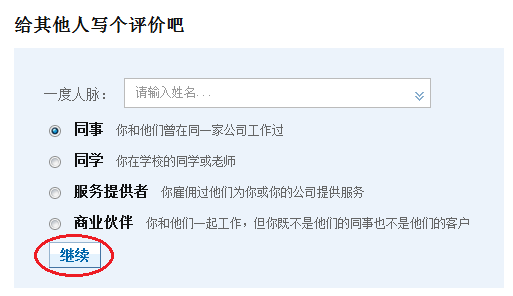 给其他人写个评价吧
一度人脉： 请输入姓名...
同事 你和他们曾在同一家公司工作过
同学 你在学校的同学或老师
服务提供者 你雇佣过他们为你或你的公司提供服务
商业伙伴 你和他们一起工作，但你既不是他们的同事也不是他们的客户
继续